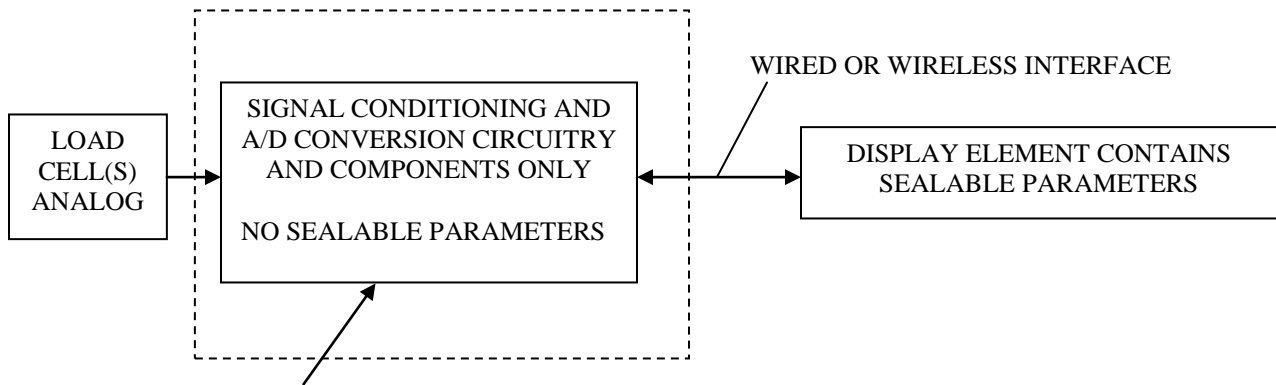 LOAD
CELL(S)
ANALOG
SIGNAL CONDITIONING AND
A/D CONVERSION CIRCUITRY
AND COMPONENTS ONLY
NO SEALABLE PARAMETERS
WIRED OR WIRELESS INTERFACE
DISPLAY ELEMENT CONTAINS
SEALABLE PARAMETERS